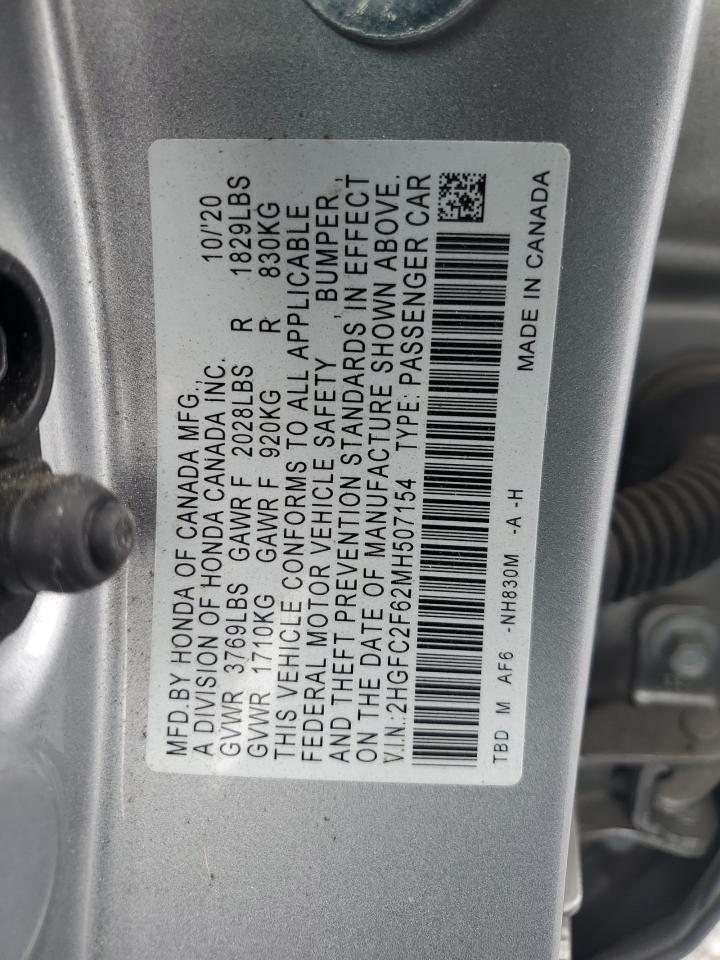 MFD.BY HONDA OF CANADA MFG., 10/'20
A DIVISION OF HONDA CANADA INC.
GVWR 3769LBS GAWR F 2028LBS R 1829LBS
GVWR 1710KG GAWR F 920KG R 830KG
THIS VEHICLE CONFORMS TO ALL APPLICABLE
FEDERAL MOTOR VEHICLE SAFETY , BUMPER ,
AND THEFT PREVENTION STANDARDS IN EFFECT
ON THE DATE OF MANUFACTURE SHOWN ABOVE.
V.I.N.:2HGFC2F62MH507154 TYPE: PASSENGER CAR
TBD M AF6 -NH830M -A -H MADE IN CANADA